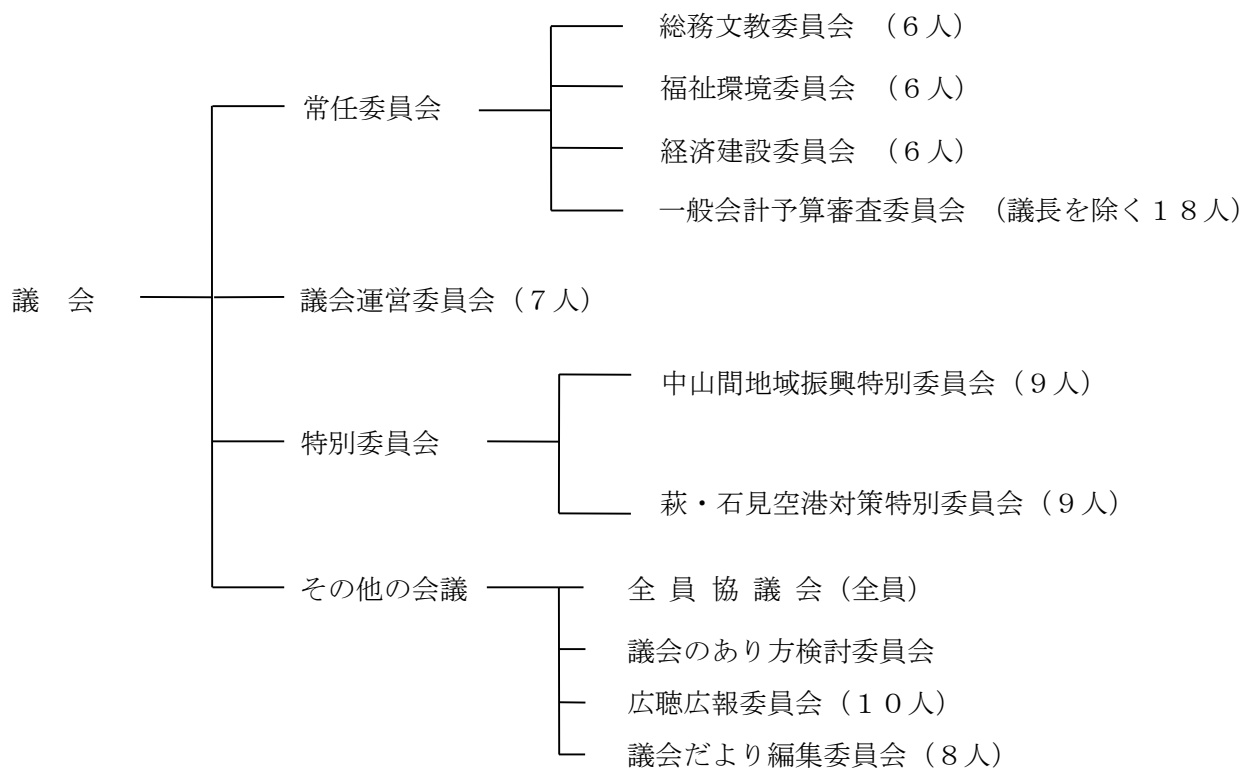 総務文教委員会 （６人）
福祉環境委員会 （６人）
常任委員会
経済建設委員会 （６人）
一般会計予算審査委員会 （議長を除く１８人）
議 会
議会運営委員会（７人）
中山間地域振興特別委員会（９人）
特別委員会
萩・石見空港対策特別委員会（９人）
その他の会議
全 員 協 議 会（全員）
議会のあり方検討委員会
広聴広報委員会（１０人）
議会だより編集委員会（８人）